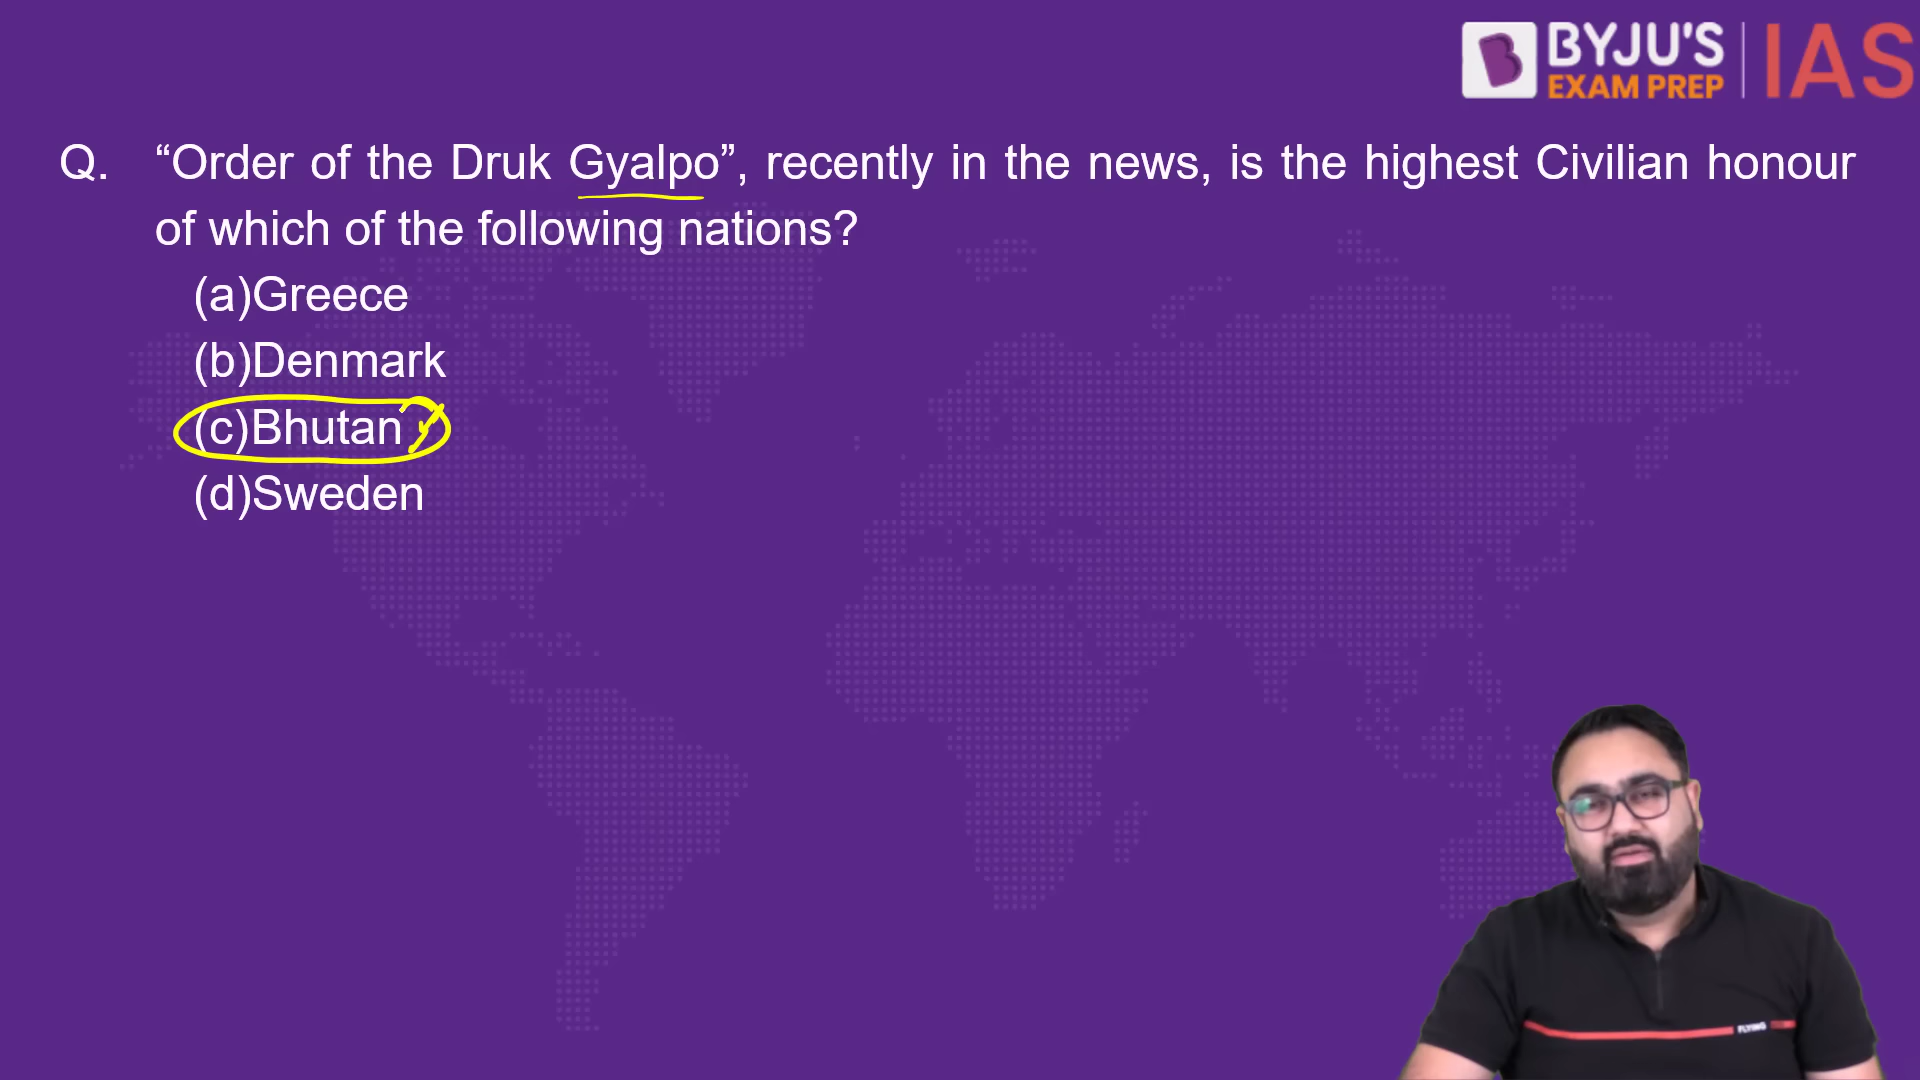 BYJU'S
EXAM PREP
IAS
Q. “Order of the Druk Gyalpo”, recently in the news, is the highest Civilian honour
of which of the following nations?
(a)Greece
(b)Denmark
(c)Bhutan
(d)Sweden
FLYING